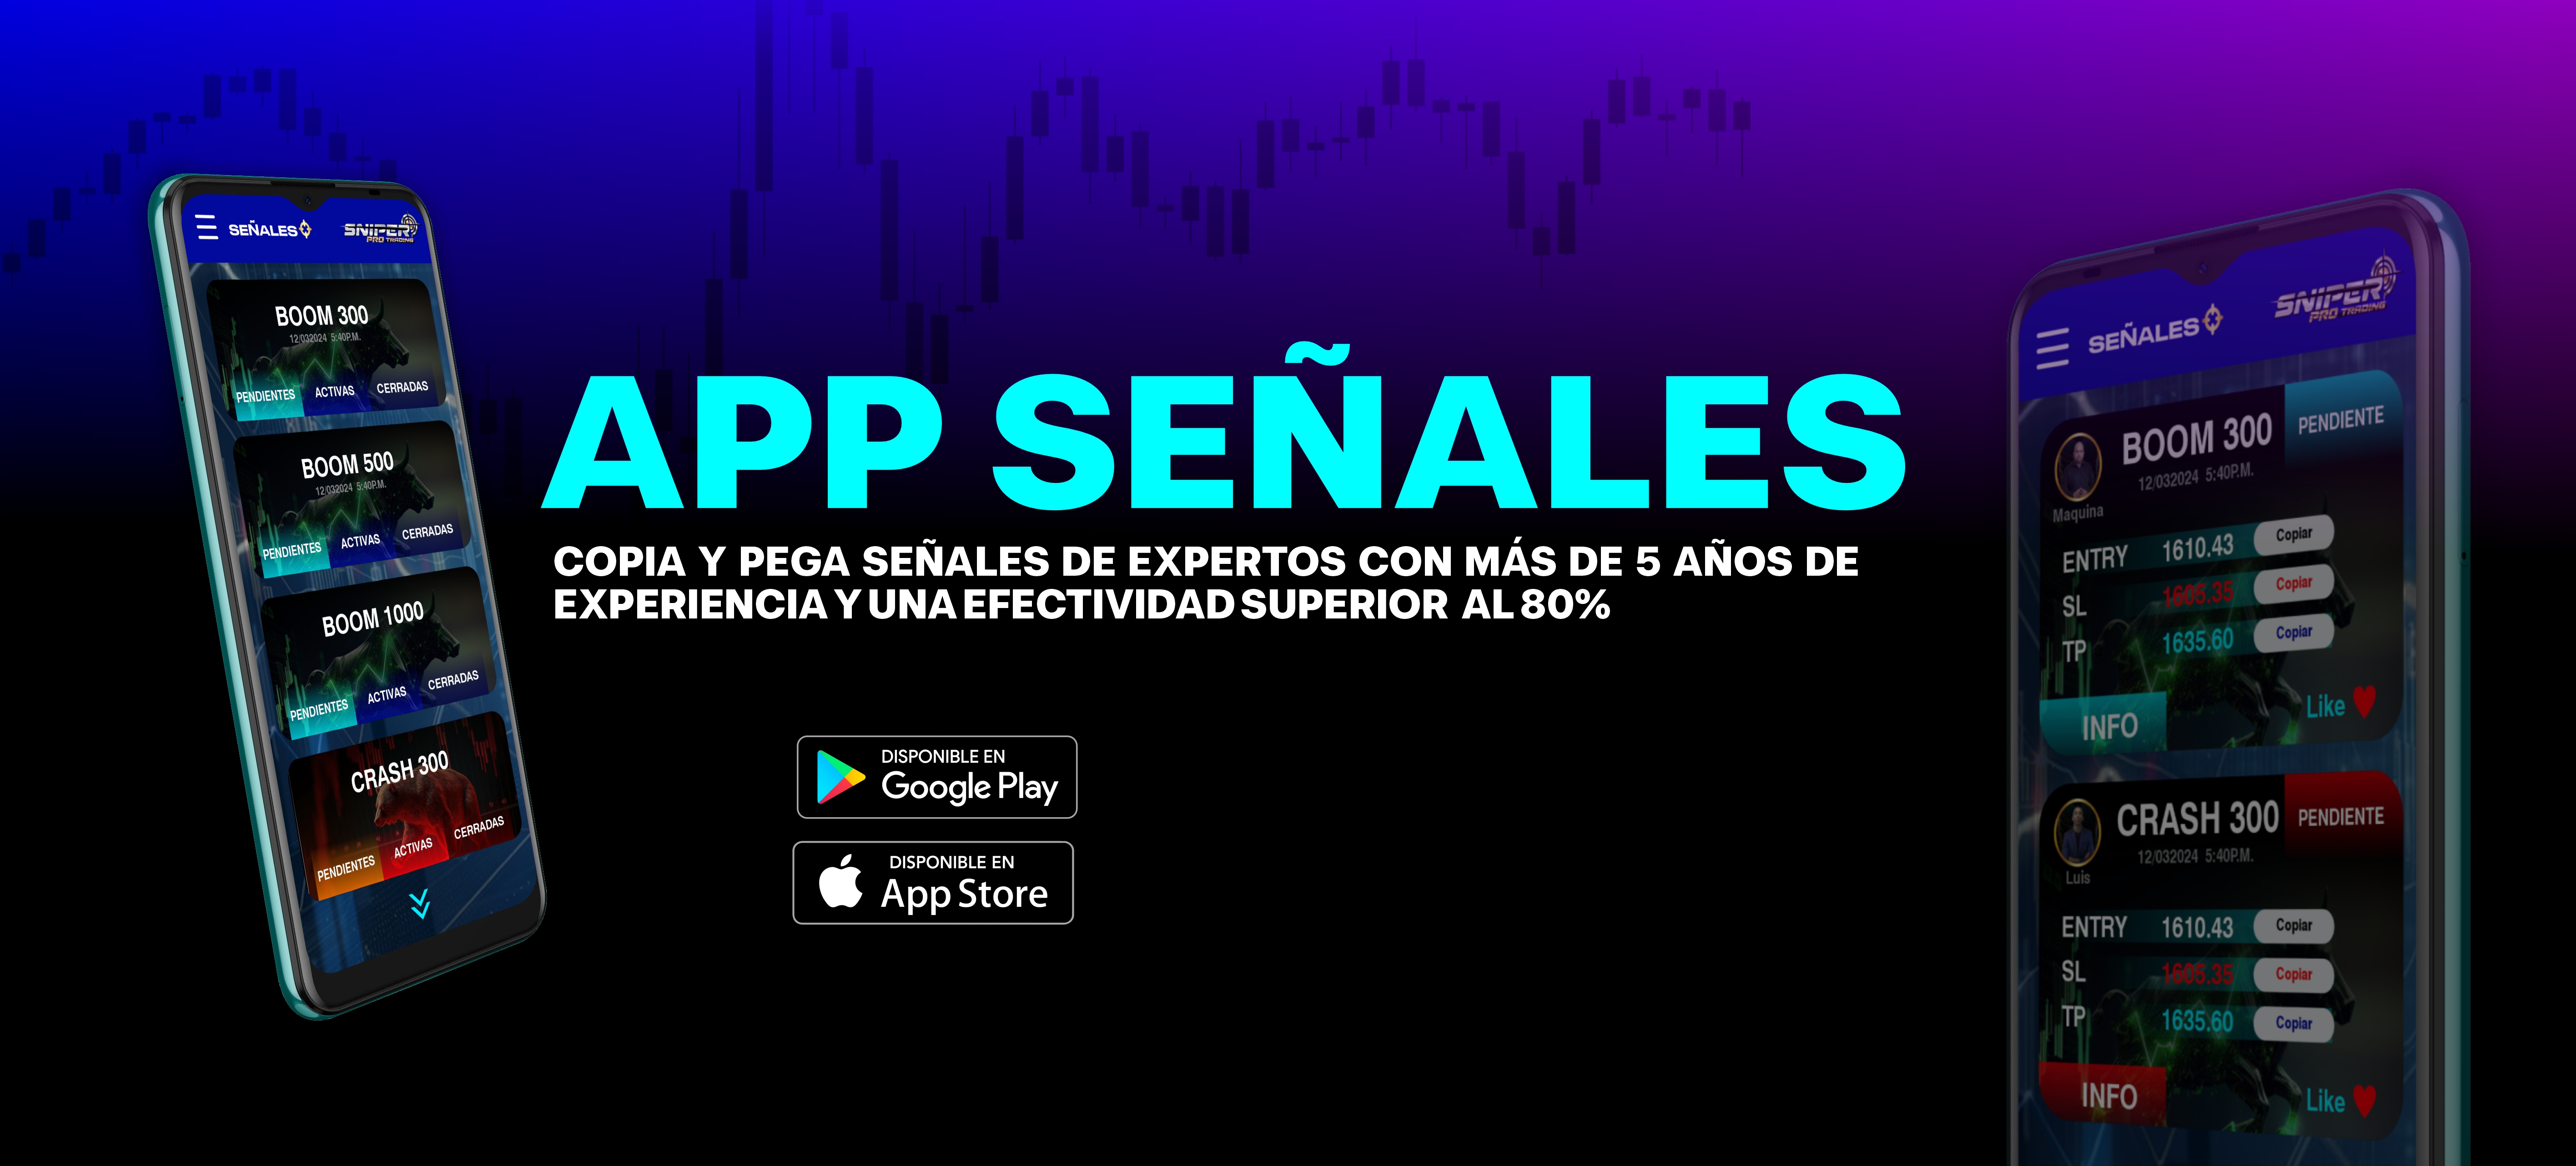 SEÑALES
SNIPER
PRO TRADING
BOOM 300
12/032024 5:40P.M.
PENDIENTES ACTIVAS CERRADAS
BOOM 500
12/032024 5:40P.M.
PENDIENTES ACTIVAS CERRADAS
BOOM 1000
PENDIENTES ACTIVAS CERRADAS
CRASH 300
PENDIENTES ACTIVAS CERRADAS
APP SEÑALES
COPIA Y PEGA SEÑALES DE EXPERTOS CON MÁS DE 5 AÑOS DE
EXPERIENCIA Y UNA EFECTIVIDAD SUPERIOR AL 80%
DISPONIBLE EN
Google Play
DISPONIBLE EN
App Store
SEÑALES
SNIPER
PRO TRADING
BOOM 300 PENDIENTE
12/032024 5:40P.M.
Maquina
ENTRY 1610.43 Copiar
SL 1605.35 Copiar
TP 1635.60 Copiar
INFO Like
CRASH 300 PENDIENTE
12/032024 5:40P.M.
Luis
ENTRY 1610.43 Copiar
SL 1605.35 Copiar
TP 1635.60 Copiar
INFO Like